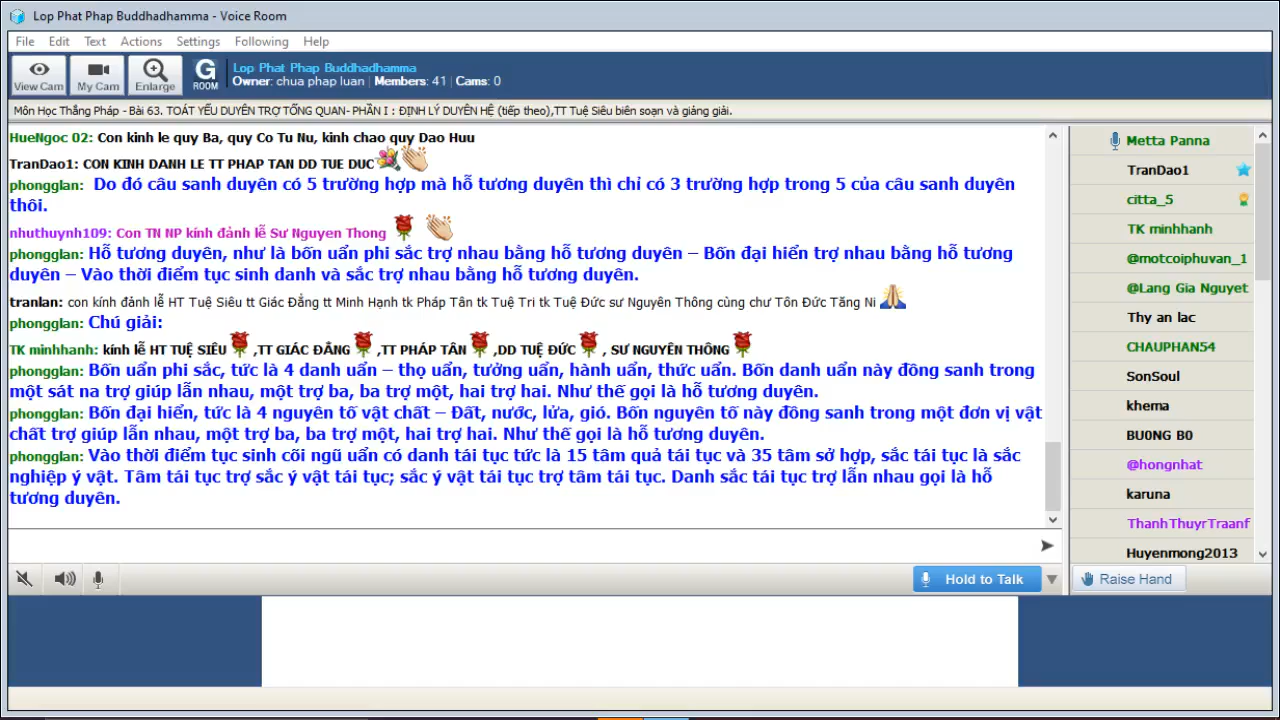 Lop Phat Phap Buddhadhamma - Voice Room
File Edit Text Actions Settings Following Help
View Cam My Cam Enlarge G ROOM Lop Phat Phap Buddhadhamma
Owner: chua phap luan | Members: 41 | Cams: 0
Môn Học Thắng Pháp - Bài 63. TOÁT YẾU DUYÊN TRỢ TỔNG QUAN- PHẦN I : ĐỊNH LÝ DUYÊN HỆ (tiếp theo),TT Tuệ Siêu biên soạn và giảng giải.
HueNgoc 02: Con kinh le quy Ba, quy Co Tu Nu, kinh chao quy Dao Huu
TranDao1: CON KINH DANH LE TT PHAP TAN DD TUE DUC
phongglan: Do đó câu sanh duyên có 5 trường hợp mà hỗ tương duyên thì chỉ có 3 trường hợp trong 5 của câu sanh duyên
thôi.
nhuthuynh109: Con TN NP kính đảnh lễ Sư Nguyen Thong
phongglan: Hỗ tương duyên, như là bốn uẩn phi sắc trợ nhau bằng hỗ tương duyên – Bốn đại hiển trợ nhau bằng hỗ tương
duyên – Vào thời điểm tục sinh danh và sắc trợ nhau bằng hỗ tương duyên.
tranlan: con kính đảnh lễ HT Tuệ Siêu tt Giác Đẳng tt Minh Hạnh tk Pháp Tân tk Tuệ Tri tk Tuệ Đức sư Nguyên Thông cùng chư Tôn Đức Tăng Ni
phongglan: Chú giải:
TK minhhanh: kính lễ HT TUỆ SIÊU ,TT GIÁC ĐẲNG ,TT PHÁP TÂN ,DD TUỆ ĐỨC , SƯ NGUYÊN THÔNG
phongglan: Bốn uẩn phi sắc, tức là 4 danh uẩn – thọ uẩn, tưởng uẩn, hành uẩn, thức uẩn. Bốn danh uẩn này đồng sanh trong
một sát na trợ giúp lẫn nhau, một trợ ba, ba trợ một, hai trợ hai. Như thế gọi là hỗ tương duyên.
phongglan: Bốn đại hiển, tức là 4 nguyên tố vật chất – Đất, nước, lửa, gió. Bốn nguyên tố này đồng sanh trong một đơn vị vật
chất trợ giúp lẫn nhau, một trợ ba, ba trợ một, hai trợ hai. Như thế gọi là hỗ tương duyên.
phongglan: Vào thời điểm tục sinh cõi ngũ uẩn có danh tái tục tức là 15 tâm quả tái tục và 35 tâm sở hợp, sắc tái tục là sắc
nghiệp ý vật. Tâm tái tục trợ sắc ý vật tái tục; sắc ý vật tái tục trợ tâm tái tục. Danh sắc tái tục trợ lẫn nhau gọi là hỗ
tương duyên.
Metta Panna
TranDao1
citta_5
TK minhhanh
@motcoiphuvan_1
@Lang Gia Nguyet
Thy an lac
CHAUPHAN54
SonSoul
khema
BU0NG B0
@hongnhat
karuna
ThanhThuyrTraanf
Huyenmong2013
Hold to Talk
Raise Hand